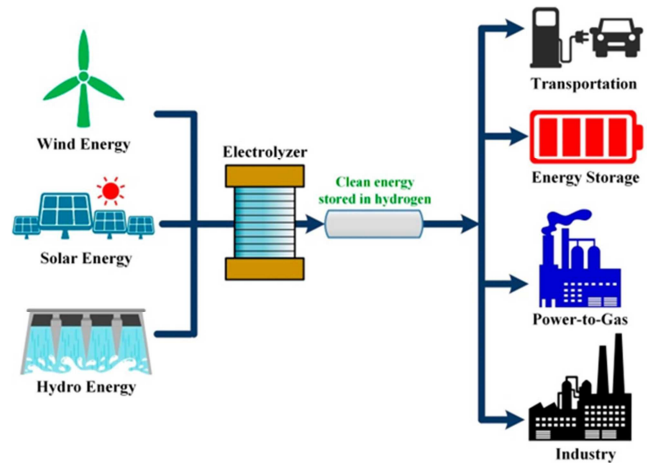 Wind Energy
Solar Energy
Hydro Energy
Electrolyzer
Clean energy
stored in hydrogen
Transportation
Energy Storage
Power-to-Gas
Industry